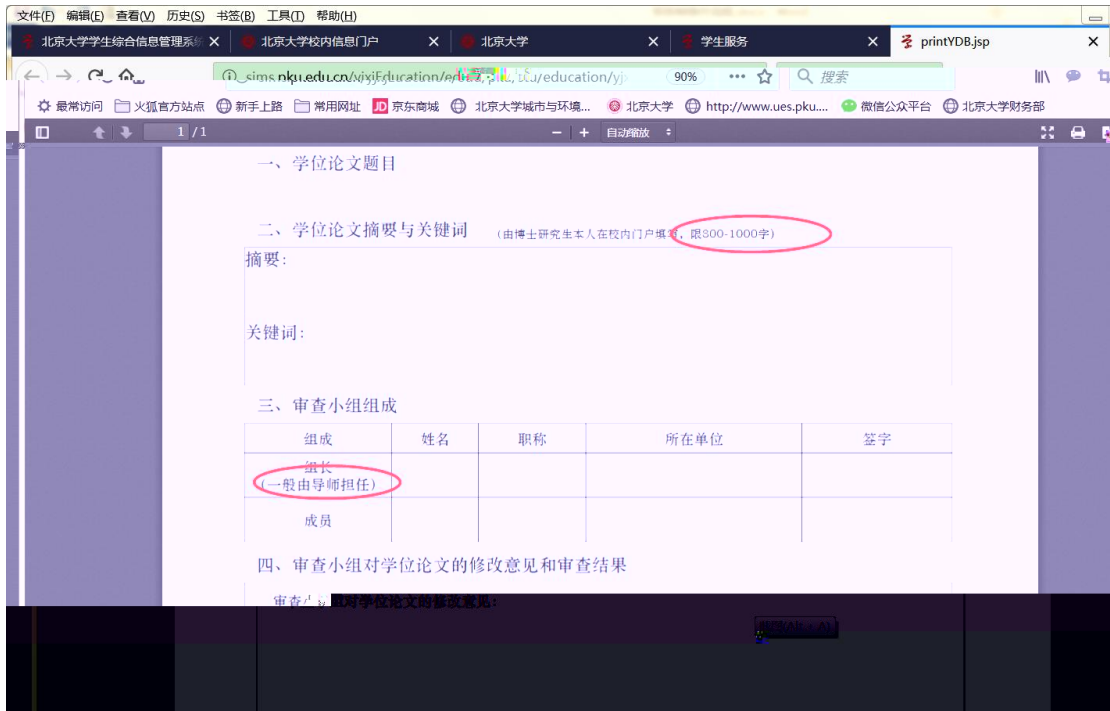 文件(F) 编辑(E) 查看(V) 历史(S) 书签(B) 工具(T) 帮助(H)
北京大学学生综合信息管理系统 北京大学校内信息门户 北京大学 学生服务 printYDB.jsp
sims.pku.edu.cn 90% 搜索
最常访问 火狐官方站点 新手上路 常用网址 JD 京东商城 北京大学城市与环境... 北京大学 http://www.ues.pku.... 微信公众平台 北京大学财务部
1 / 1 自动缩放
一、学位论文题目
二、学位论文摘要与关键词 (由博士研究生本人在校内门户填写,限800-1000字)
摘要:
关键词:
三、审查小组组成
组成 姓名 职称 所在单位 签字
组长
(一般由导师担任)
成员
四、审查小组对学位论文的修改意见和审查结果
审查小组对学位论文的修改意见: